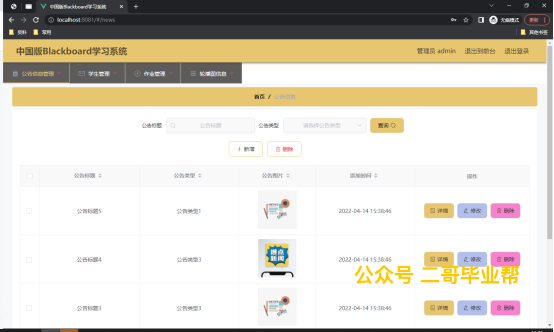 中国版Blackboard学习系统
localhost:8081/#/news
无痕模式
更新
资料
常用
其他书签
中国版Blackboard学习系统
管理员 admin
退出到前台
退出登录
公告信息管理
学生管理
作业管理
轮播图信息
首页 / 公告信息
公告标题
公告标题
公告类型
请选择公告类型
查询
+ 新增
删除
公告标题
公告类型
公告图片
添加时间
操作
公告标题5
公告类型1
2022-04-14 15:38:46
详情
修改
删除
公告标题4
公告类型3
热点
新闻
2022-04-14 15:38:46
详情
修改
删除
公众号 二哥毕业帮
公告标题3
公告类型3
2022-04-14 15:38:46
详情
修改
删除